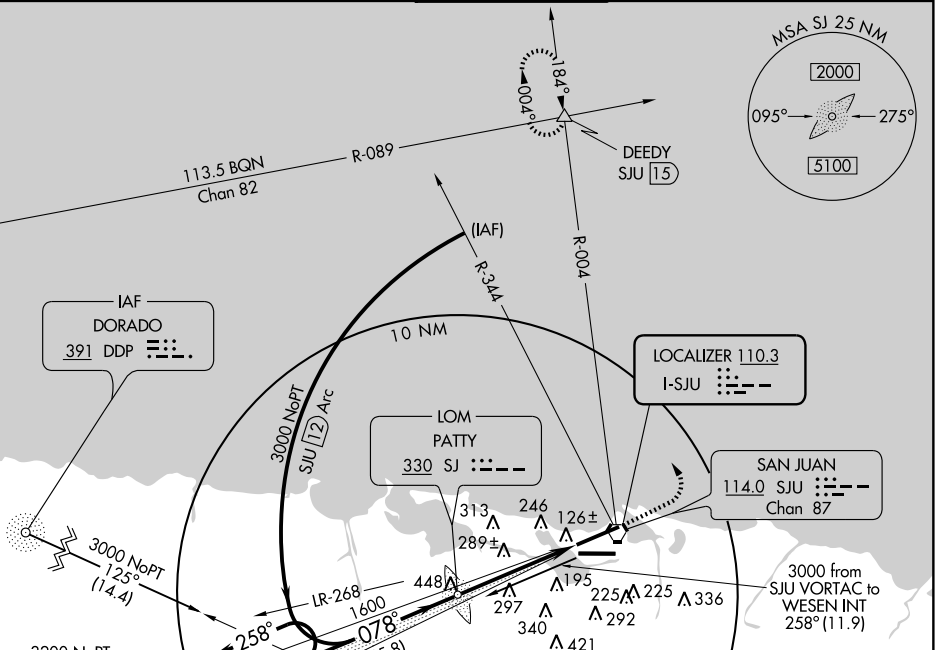 MSA SJ 25 NM
2000
095°
275°
5100
184°
004°
DEEDY
SJU 15
113.5 BQN
Chan 82
R-089
(IAF)
R-344
R-004
IAF
DORADO
391 DDP
10 NM
LOCALIZER 110.3
I-SJU
3000 NoPT
SJU 12 Arc
LOM
PATTY
330 SJ
SAN JUAN
114.0 SJU
Chan 87
313
246
126±
289±
3000 NoPT
125°
(14.4)
LR-268
448
1600
297
195
225
225
336
340
292
421
3000 from
SJU VORTAC to
WESEN INT
258° (11.9)
258°
078°